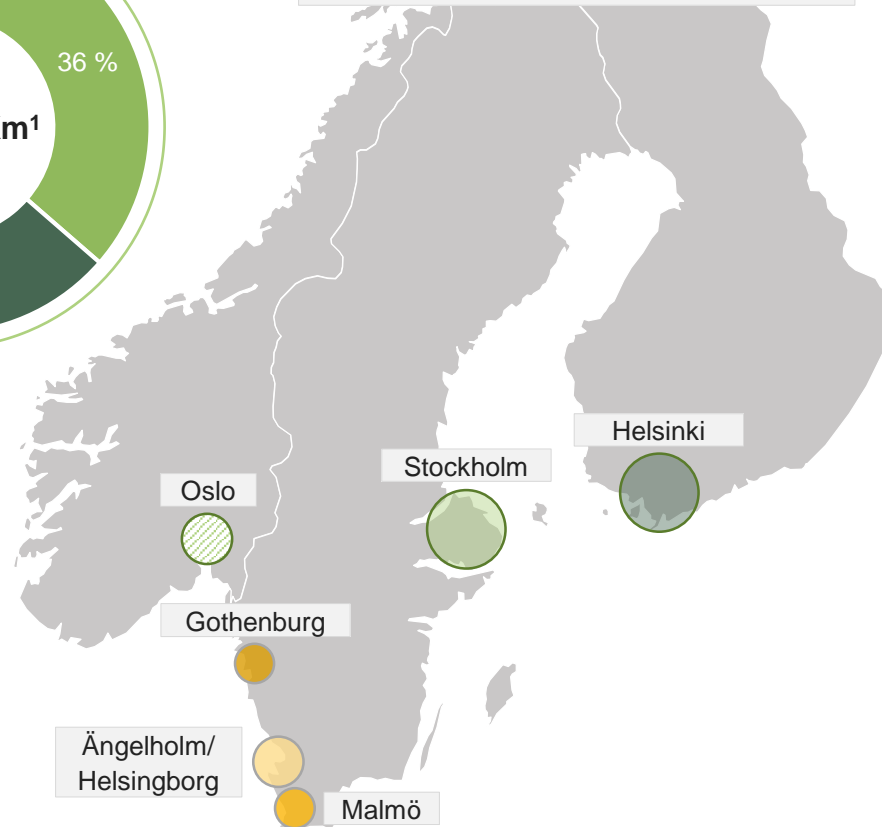 36 %
m¹
Helsinki
Stockholm
Oslo
Gothenburg
Ängelholm/
Helsingborg
Malmö